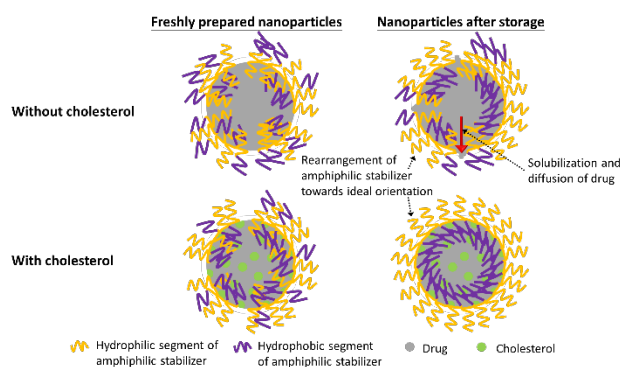 Freshly prepared nanoparticles
Nanoparticles after storage
Without cholesterol
Rearrangement of
amphiphilic stabilizer
towards ideal orientation
Solubilization and
diffusion of drug
With cholesterol
Hydrophilic segment of
amphiphilic stabilizer
Hydrophobic segment
of amphiphilic stabilizer
Drug
Cholesterol